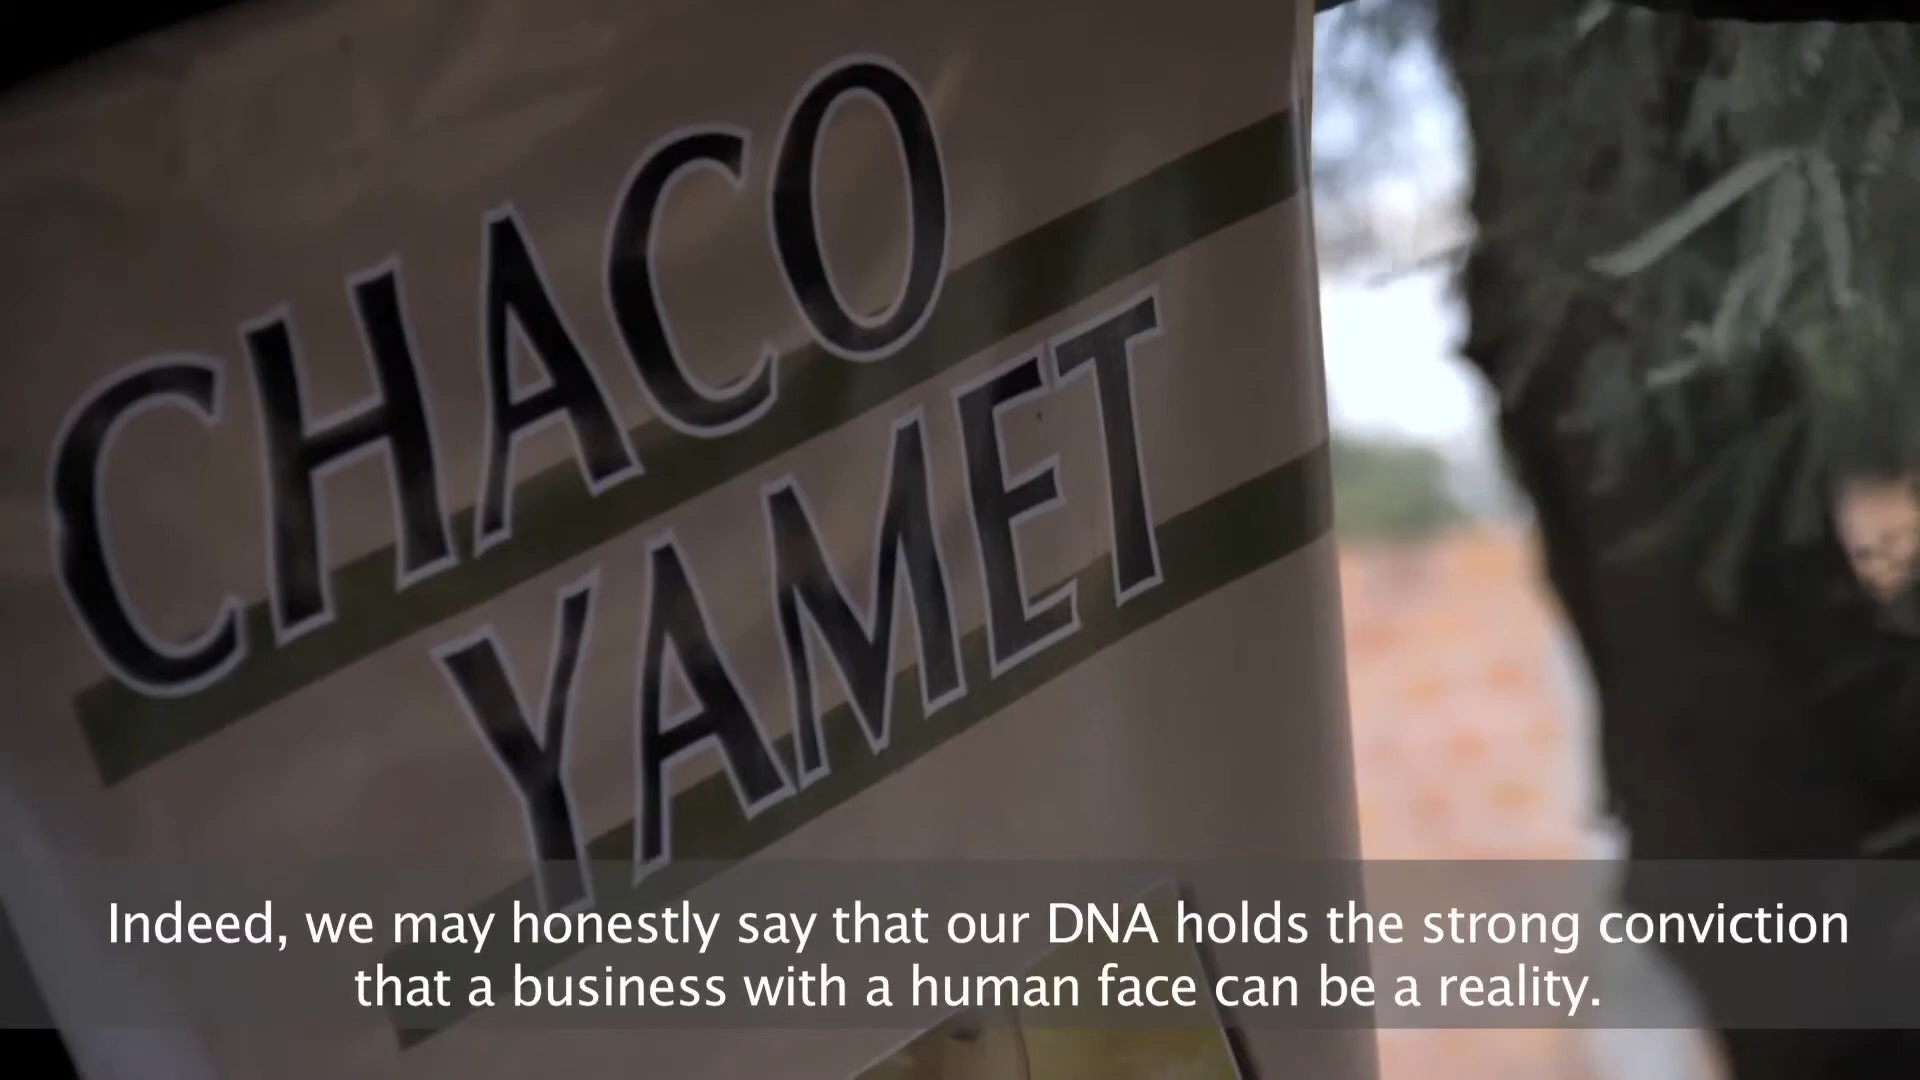 CHACO
YAMET
Indeed, we may honestly say that our DNA holds the strong conviction
that a business with a human face can be a reality.